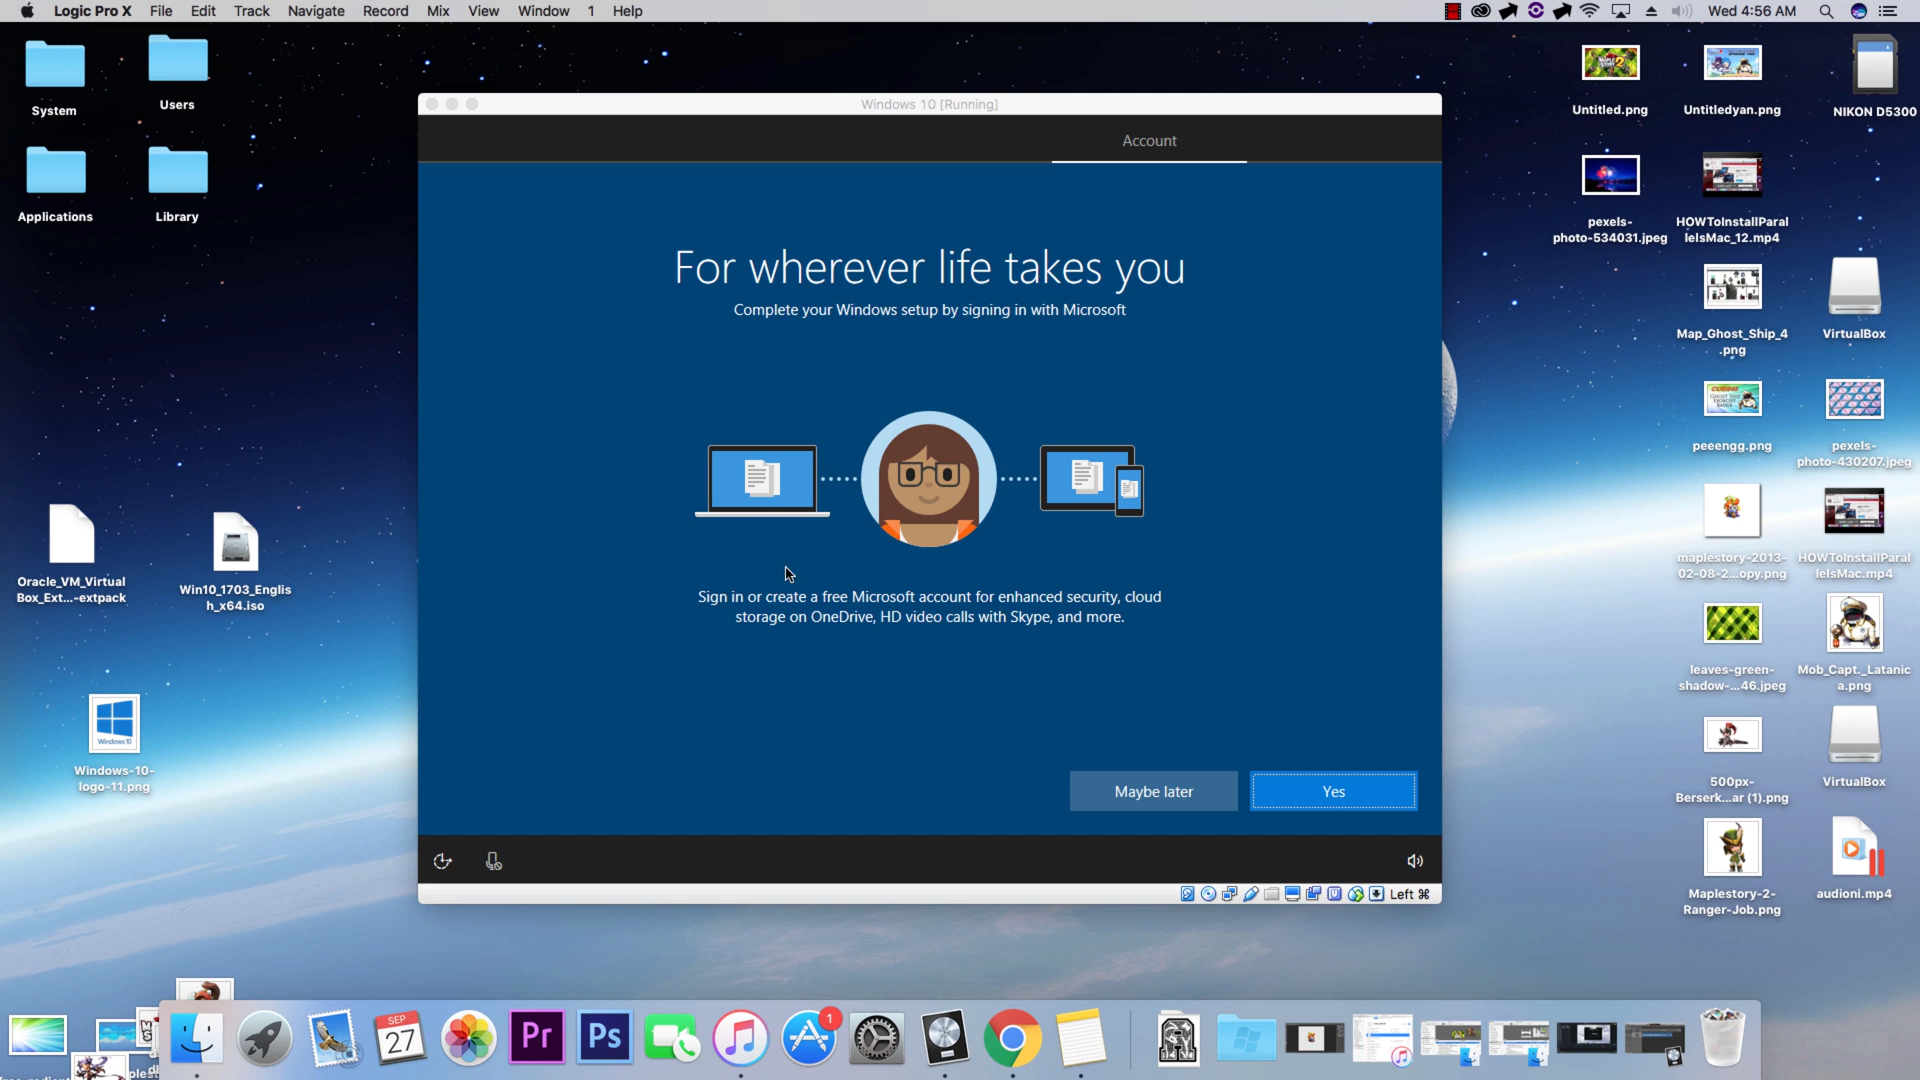 Logic Pro X File Edit Track Navigate Record Mix View Window 1 Help
Wed 4:56 AM
System
Users
Applications
Library
Oracle_VM_Virtual
Box_Ext...-extpack
Win10_1703_Englis
h_x64.iso
Windows 10
Windows-10-
logo-11.png
Windows 10 [Running]
Account
For wherever life takes you
Complete your Windows setup by signing in with Microsoft
Sign in or create a free Microsoft account for enhanced security, cloud
storage on OneDrive, HD video calls with Skype, and more.
Maybe later
Yes
Left ⌘
Untitled.png
Untitledyan.png
NIKON D5300
pexels-
photo-534031.jpeg
HOWToInstallParal
lelsMac_12.mp4
Map_Ghost_Ship_4
.png
VirtualBox
peeengg.png
pexels-
photo-430207.jpeg
maplestory-2013-
02-08-2...opy.png
HOWToInstallParal
lelsMac.mp4
leaves-green-
shadow-...46.jpeg
Mob_Capt._Latanic
a.png
500px-
Berserk...ar (1).png
VirtualBox
Maplestory-2-
Ranger-Job.png
audioni.mp4
SEP
27
Pr
Ps
1